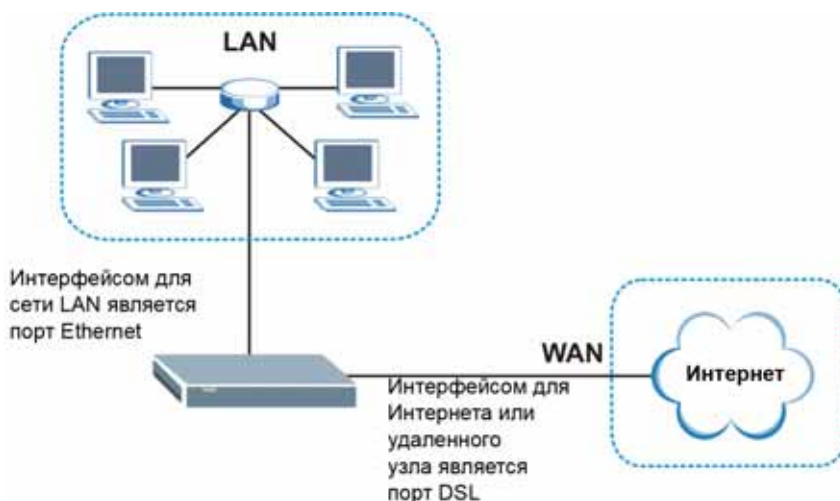 LAN
Интерфейсом для
сети LAN является
порт Ethernet
WAN
Интернет
Интерфейсом для
Интернета или
удаленного
узла является
порт DSL